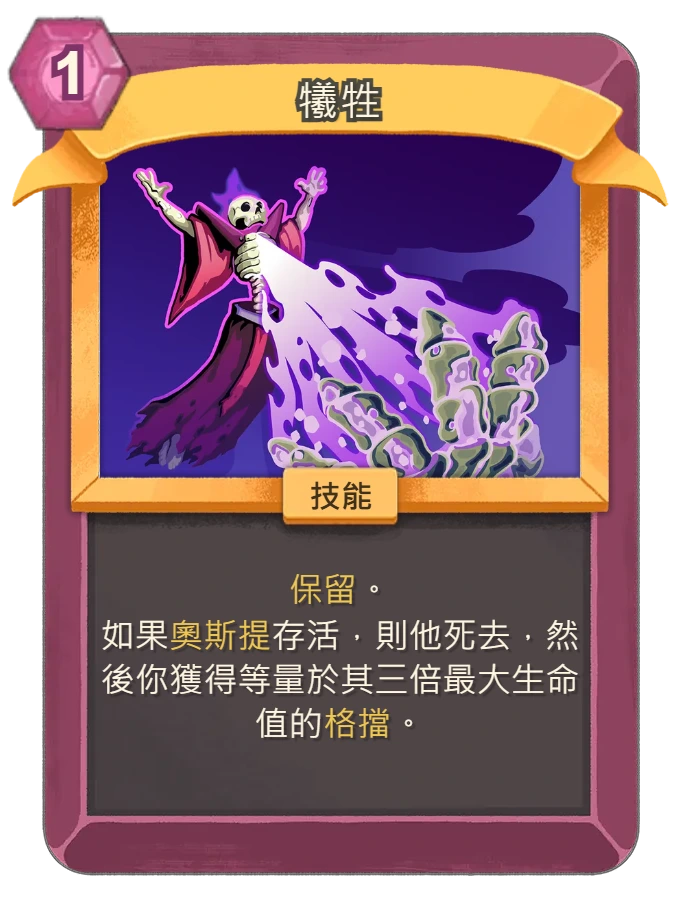 1
犧牲
技能
保留。
如果奧斯提存活，則他死去，然
後你獲得等量於其三倍最大生命
值的格擋。